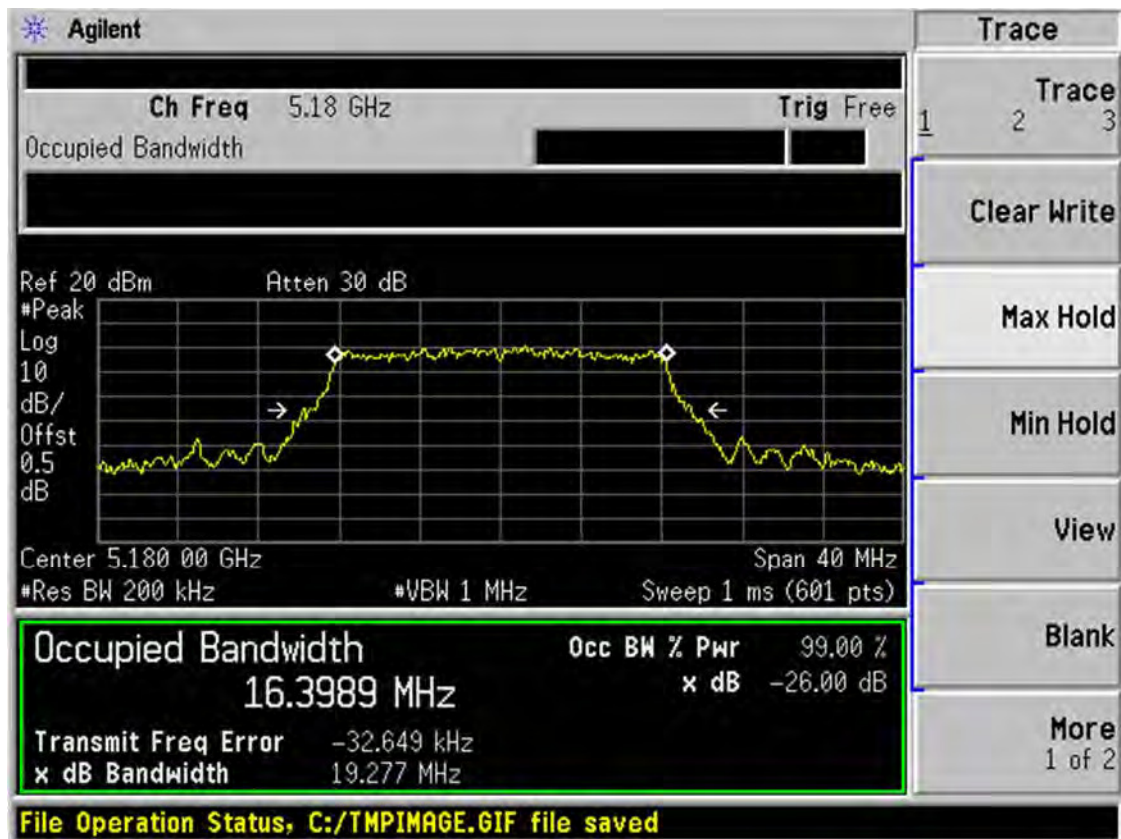 Agilent
Trace
Ch Freq 5.18 GHz Trig Free
Occupied Bandwidth
Trace
1 2 3
Clear Write
Max Hold
Min Hold
View
Blank
More
1 of 2
Ref 20 dBm Atten 30 dB
#Peak
Log
10
dB/
Offst
0.5
dB
Center 5.180 00 GHz Span 40 MHz
#Res BW 200 kHz #VBW 1 MHz Sweep 1 ms (601 pts)
Occupied Bandwidth
16.3989 MHz
Occ BW % Pwr 99.00 %
x dB -26.00 dB
Transmit Freq Error -32.649 kHz
x dB Bandwidth 19.277 MHz
File Operation Status, C:/TMPIMAGE.GIF file saved